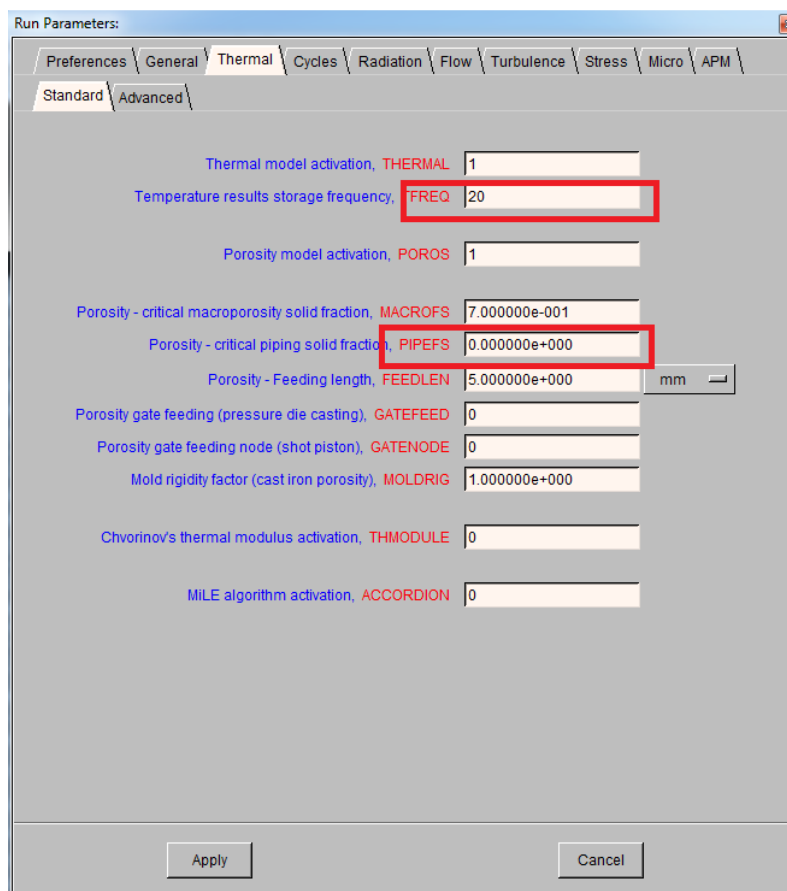 Run Parameters:
Preferences General Thermal Cycles Radiation Flow Turbulence Stress Micro APM
Standard Advanced
Thermal model activation, THERMAL 1
Temperature results storage frequency, TFREQ 20
Porosity model activation, POROS 1
Porosity - critical macroporosity solid fraction, MACROFS 7.000000e-001
Porosity - critical piping solid fraction, PIPEFS 0.000000e+000
Porosity - Feeding length, FEEDLEN 5.000000e+000 mm
Porosity gate feeding (pressure die casting), GATEFEED 0
Porosity gate feeding node (shot piston), GATENODE 0
Mold rigidity factor (cast iron porosity), MOLDRIG 1.000000e+000
Chvorinov's thermal modulus activation, THMODULE 0
MiLE algorithm activation, ACCORDION 0
Apply Cancel